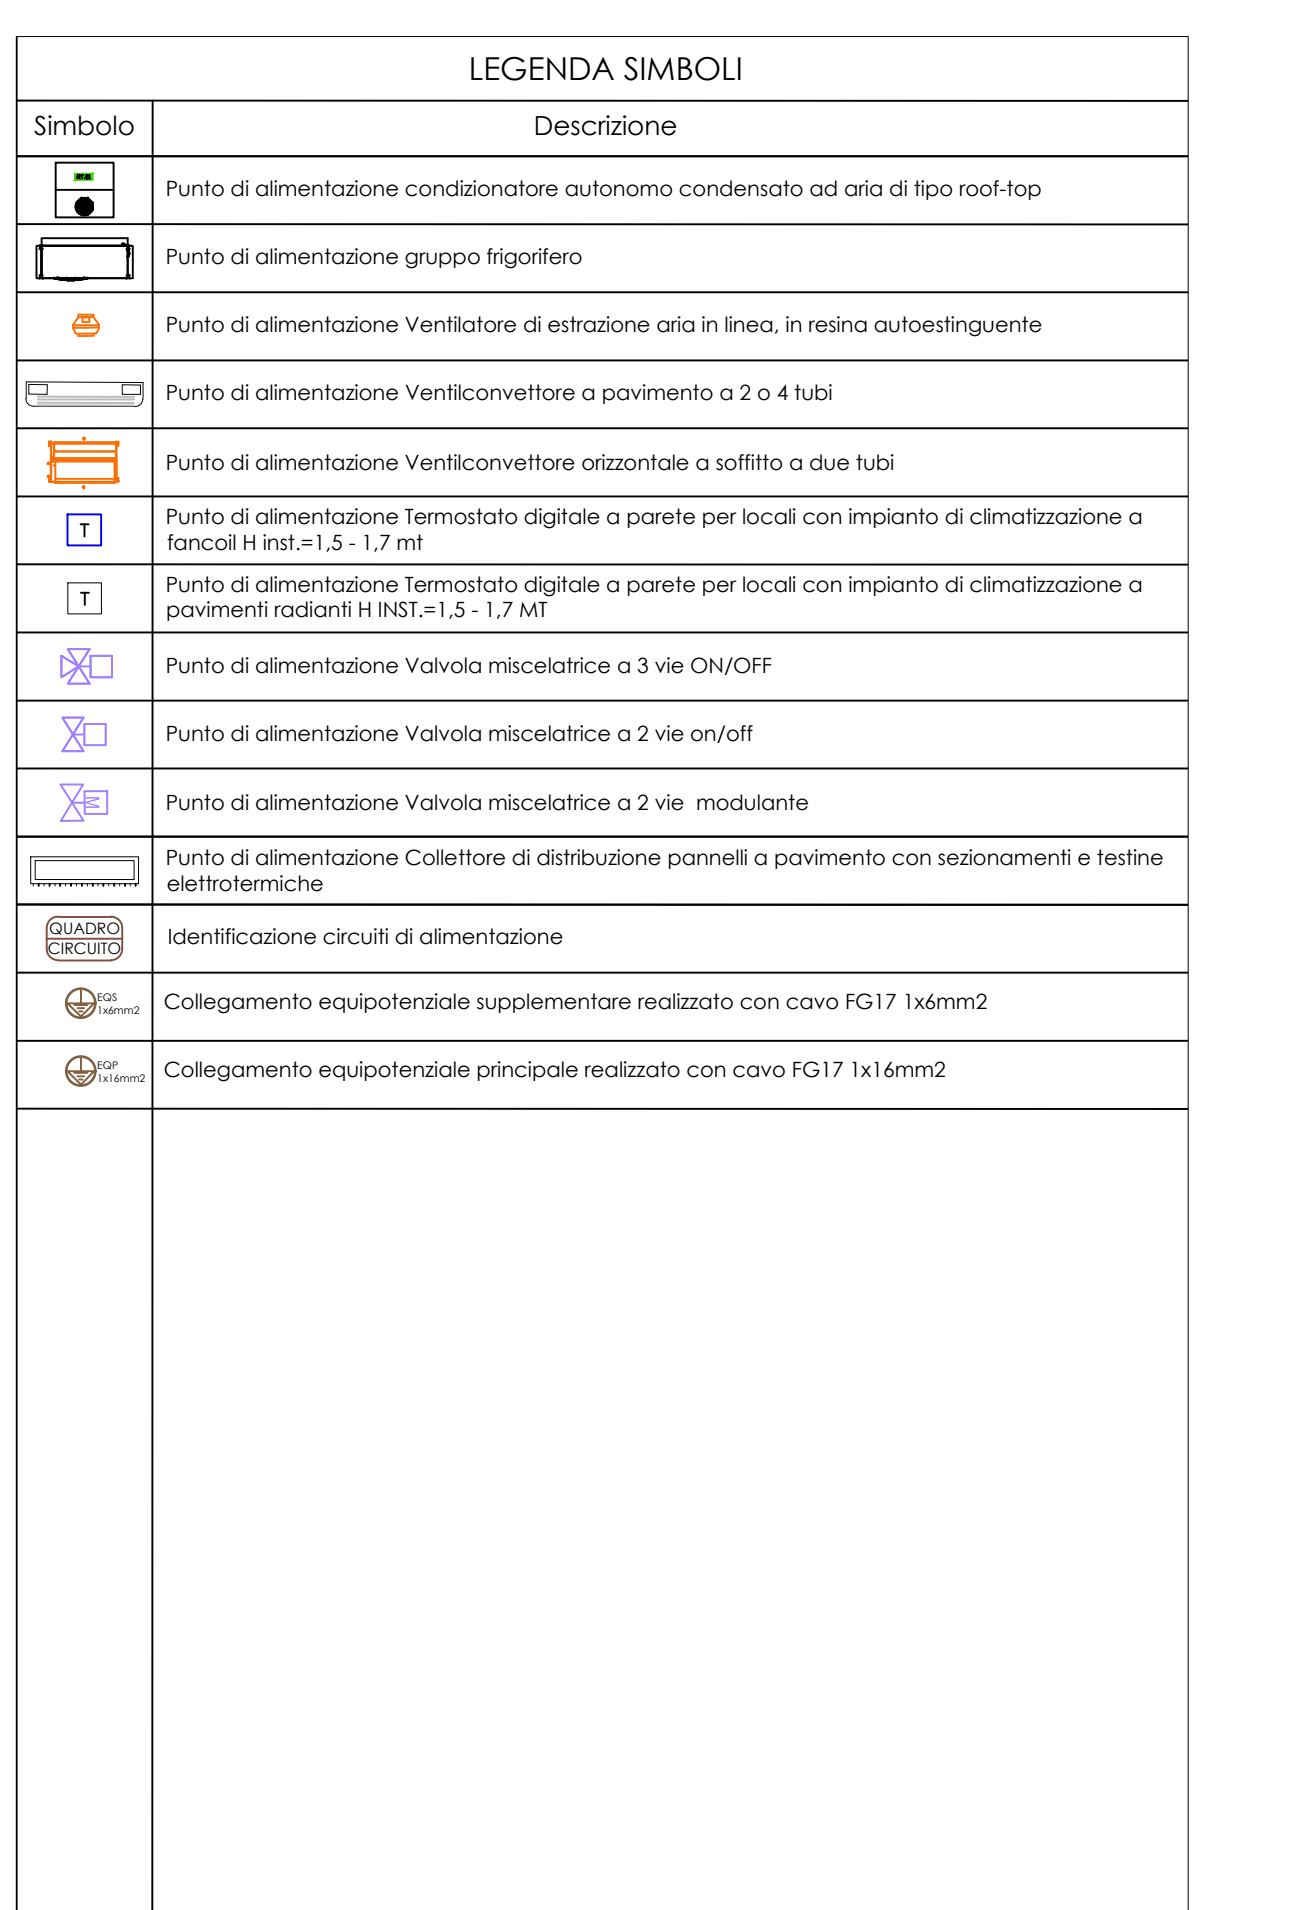 LEGENDA SIMBOLI
Simbolo
Descrizione
Punto di alimentazione condizionatore autonomo condensato ad aria di tipo roof-top
Punto di alimentazione gruppo frigorifero
Punto di alimentazione Ventilatore di estrazione aria in linea, in resina autoestinguente
Punto di alimentazione Ventilconvettore a pavimento a 2 o 4 tubi
Punto di alimentazione Ventilconvettore orizzontale a soffitto a due tubi
T
Punto di alimentazione Termostato digitale a parete per locali con impianto di climatizzazione a
fancoil H inst.=1,5 - 1,7 mt
T
Punto di alimentazione Termostato digitale a parete per locali con impianto di climatizzazione a
pavimenti radianti H INST.=1,5 - 1,7 MT
Punto di alimentazione Valvola miscelatrice a 3 vie ON/OFF
Punto di alimentazione Valvola miscelatrice a 2 vie on/off
M
Punto di alimentazione Valvola miscelatrice a 2 vie  modulante
Punto di alimentazione Collettore di distribuzione pannelli a pavimento con sezionamenti e testine
elettrotermiche
QUADRO
CIRCUITO
Identificazione circuiti di alimentazione
EQS
1x6mm2
Collegamento equipotenziale supplementare realizzato con cavo FG17 1x6mm2
EQP
1x16mm2
Collegamento equipotenziale principale realizzato con cavo FG17 1x16mm2